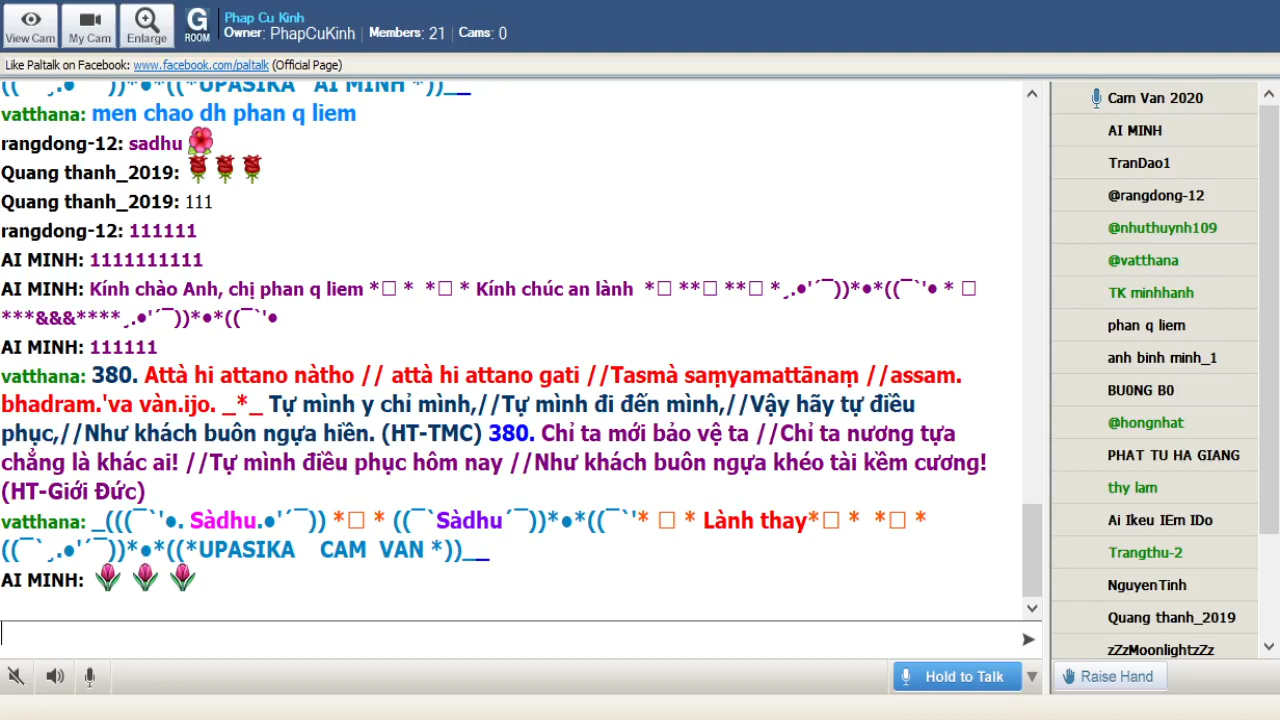 View Cam
My Cam
Enlarge
G
ROOM
Phap Cu Kinh
Owner: PhapCuKinh Members: 21 Cams: 0
Like Paltalk on Facebook: www.facebook.com/paltalk (Official Page)
((¯`¸.●´¯))*●*((*UPASIKA AI MINH *))__
vatthana: men chao dh phan q liem
rangdong-12: sadhu
Quang thanh_2019:
Quang thanh_2019: 111
rangdong-12: 111111
AI MINH: 1111111111
AI MINH: Kính chào Anh, chị phan q liem *□ * *□ * Kính chúc an lành *□ **□ **□ *¸.●'´¯))*●*((¯`'● * □
***&&&****¸.●'´¯))*●*((¯`'●
AI MINH: 111111
vatthana: 380. Attà hi attano nàtho // attà hi attano gati //Tasmà saṃyamattānaṃ //assam.
bhadram.'va vàn.ijo. _*_ Tự mình y chỉ mình,//Tự mình đi đến mình,//Vậy hãy tự điều
phục,//Như khách buôn ngựa hiền. (HT-TMC) 380. Chỉ ta mới bảo vệ ta //Chỉ ta nương tựa
chẳng là khác ai! //Tự mình điều phục hôm nay //Như khách buôn ngựa khéo tài kềm cương!
(HT-Giới Đức)
vatthana: _(((¯`'●. Sàdhu.●'´¯)) *□ * ((¯`Sàdhu´¯))*●*((¯`'* □ * Lành thay*□ * *□ *
((¯`¸.●'´¯))*●*((*UPASIKA CAM VAN *))__
AI MINH:
Hold to Talk
Cam Van 2020
AI MINH
TranDao1
@rangdong-12
@nhuthuynh109
@vatthana
TK minhhanh
phan q liem
anh binh minh_1
BU0NG B0
@hongnhat
PHAT TU HA GIANG
thy lam
Ai Ikeu IEm IDo
Trangthu-2
NguyenTinh
Quang thanh_2019
zZzMoonlightzZz
Raise Hand